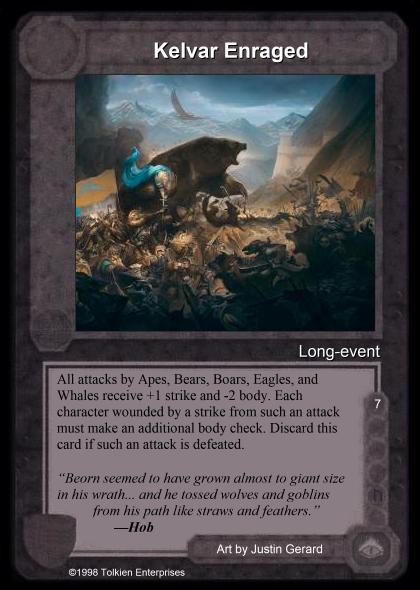 Kelvar Enraged
Long-event
All attacks by Apes, Bears, Boars, Eagles, and
Whales receive +1 strike and -2 body. Each
character wounded by a strike from such an attack
must make an additional body check. Discard this
card if such an attack is defeated.
7
“Beorn seemed to have grown almost to giant size
in his wrath... and he tossed wolves and goblins
from his path like straws and feathers.”
—Hob
Art by Justin Gerard
©1998 Tolkien Enterprises